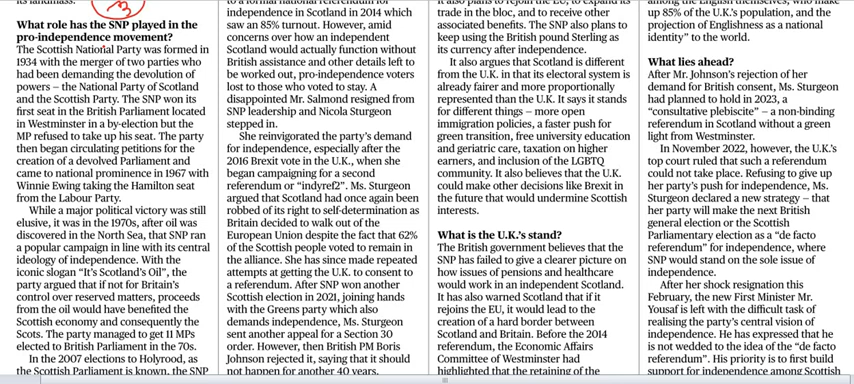 its landmass.
What role has the SNP played in the
pro-independence movement?
The Scottish National Party was formed in
1934 with the merger of two parties who
had been demanding the devolution of
powers — the National Party of Scotland
and the Scottish Party. The SNP won its
first seat in the British Parliament located
in Westminster in a by-election but the
MP refused to take up his seat. The party
then began circulating petitions for the
creation of a devolved Parliament and
came to national prominence in 1967 with
Winnie Ewing taking the Hamilton seat
from the Labour Party.
While a major political victory was still
elusive, it was in the 1970s, after oil was
discovered in the North Sea, that SNP ran
a popular campaign in line with its central
ideology of independence. With the
iconic slogan “It’s Scotland’s Oil”, the
party argued that if not for Britain’s
control over reserved matters, proceeds
from the oil would have benefited the
Scottish economy and consequently the
Scots. The party managed to get 11 MPs
elected to British Parliament in the 70s.
In the 2007 elections to Holyrood, as
the Scottish Parliament is known, the SNP
to a formal national referendum for
independence in Scotland in 2014 which
saw an 85% turnout. However, amid
concerns over how an independent
Scotland would actually function without
British assistance and other details left to
be worked out, pro-independence voters
lost to those who voted to stay. A
disappointed Mr. Salmond resigned from
SNP leadership and Nicola Sturgeon
stepped in.
She reinvigorated the party’s demand
for independence, especially after the
2016 Brexit vote in the U.K., when she
began campaigning for a second
referendum or “indyref2”. Ms. Sturgeon
argued that Scotland had once again been
robbed of its right to self-determination as
Britain decided to walk out of the
European Union despite the fact that 62%
of the Scottish people voted to remain in
the alliance. She has since made repeated
attempts at getting the U.K. to consent to
a referendum. After SNP won another
Scottish election in 2021, joining hands
with the Greens party which also
demands independence, Ms. Sturgeon
sent another appeal for a Section 30
order. However, then British PM Boris
Johnson rejected it, saying that it should
not happen for another 40 years.
It also plans to rejoin the EU, to expand its
trade in the bloc, and to receive other
associated benefits. The SNP also plans to
keep using the British pound Sterling as
its currency after independence.
It also argues that Scotland is different
from the U.K. in that its electoral system is
already fairer and more proportionally
represented than the U.K. It says it stands
for different things — more open
immigration policies, a faster push for
green transition, free university education
and geriatric care, taxation on higher
earners, and inclusion of the LGBTQ
community. It also believes that the U.K.
could make other decisions like Brexit in
the future that would undermine Scottish
interests.
What is the U.K.’s stand?
The British government believes that the
SNP has failed to give a clearer picture on
how issues of pensions and healthcare
would work in an independent Scotland.
It has also warned Scotland that if it
rejoins the EU, it would lead to the
creation of a hard border between
Scotland and Britain. Before the 2014
referendum, the Economic Affairs
Committee of Westminster had
highlighted that the retaining of the
among the English themselves, who make
up 85% of the U.K.’s population, and the
projection of Englishness as a national
identity” to the world.
What lies ahead?
After Mr. Johnson’s rejection of her
demand for British consent, Ms. Sturgeon
had planned to hold in 2023, a
“consultative plebiscite” — a non-binding
referendum in Scotland without a green
light from Westminster.
In November 2022, however, the U.K.’s
top court ruled that such a referendum
could not take place. Refusing to give up
her party’s push for independence, Ms.
Sturgeon declared a new strategy — that
her party will make the next British
general election or the Scottish
Parliamentary election as a “de facto
referendum” for independence, where
SNP would stand on the sole issue of
independence.
After her shock resignation this
February, the new First Minister Mr.
Yousaf is left with the difficult task of
realising the party’s central vision of
independence. He has expressed that he
is not wedded to the idea of the “de facto
referendum”. His priority is to first build
support for independence among Scottish